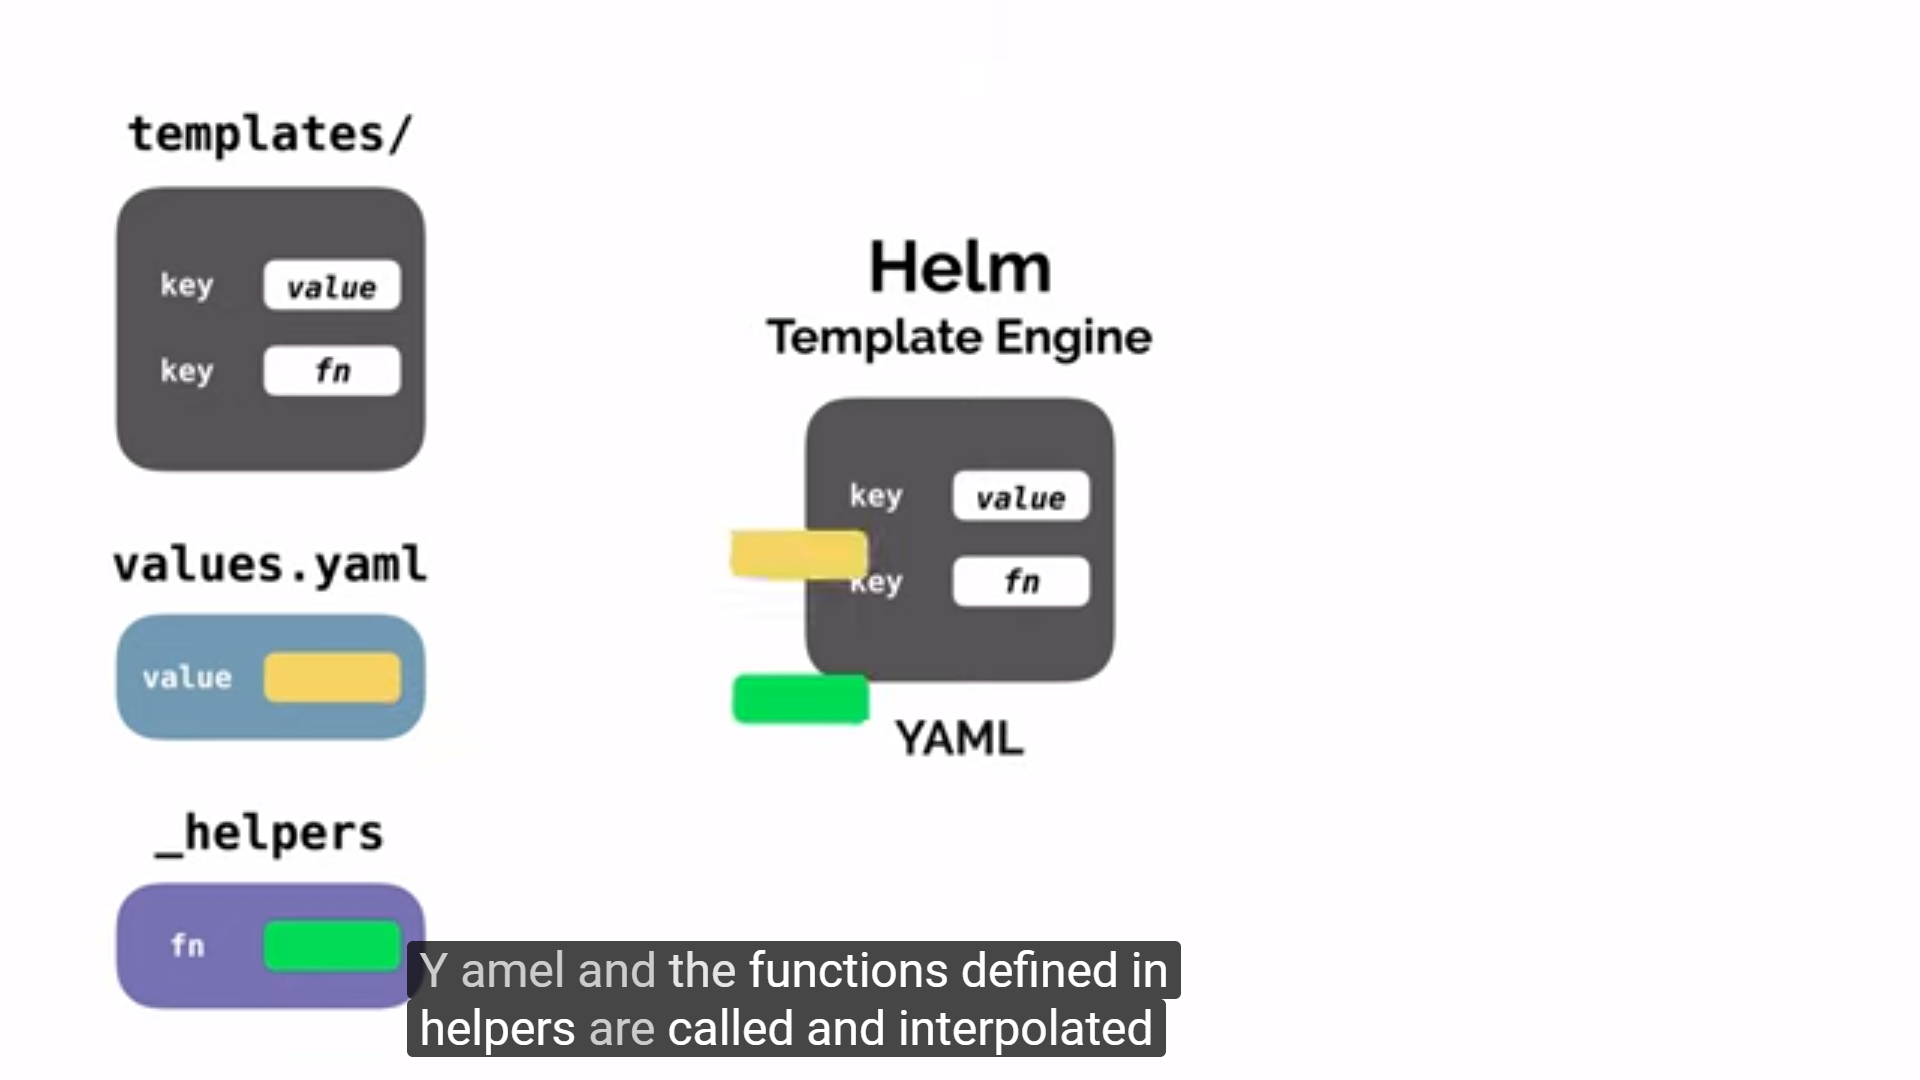 templates/
key value
key fn
values.yaml
value
_helpers
fn
Helm
Template Engine
key value
key fn
YAML
Y amel and the functions defined in
helpers are called and interpolated